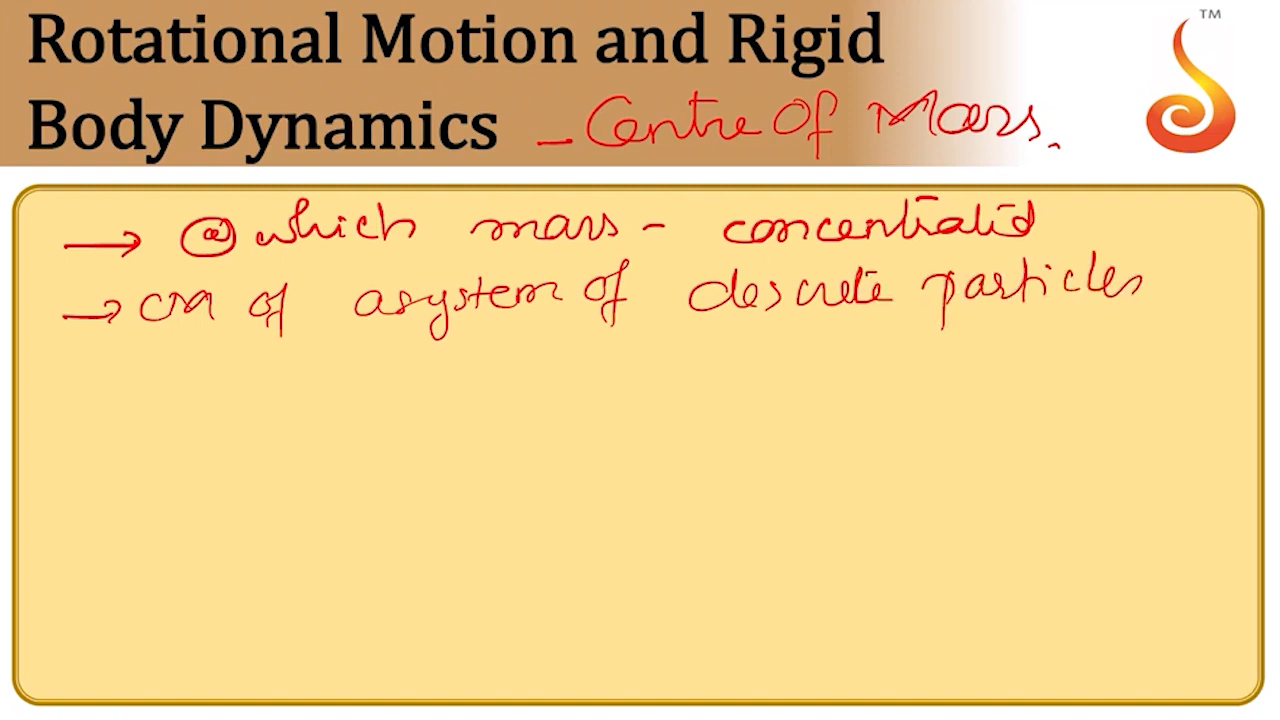 Rotational Motion and Rigid
Body Dynamics - Centre Of Mass.
TM
→ @ which mass - concentrated
→ CM of a system of descrete particles